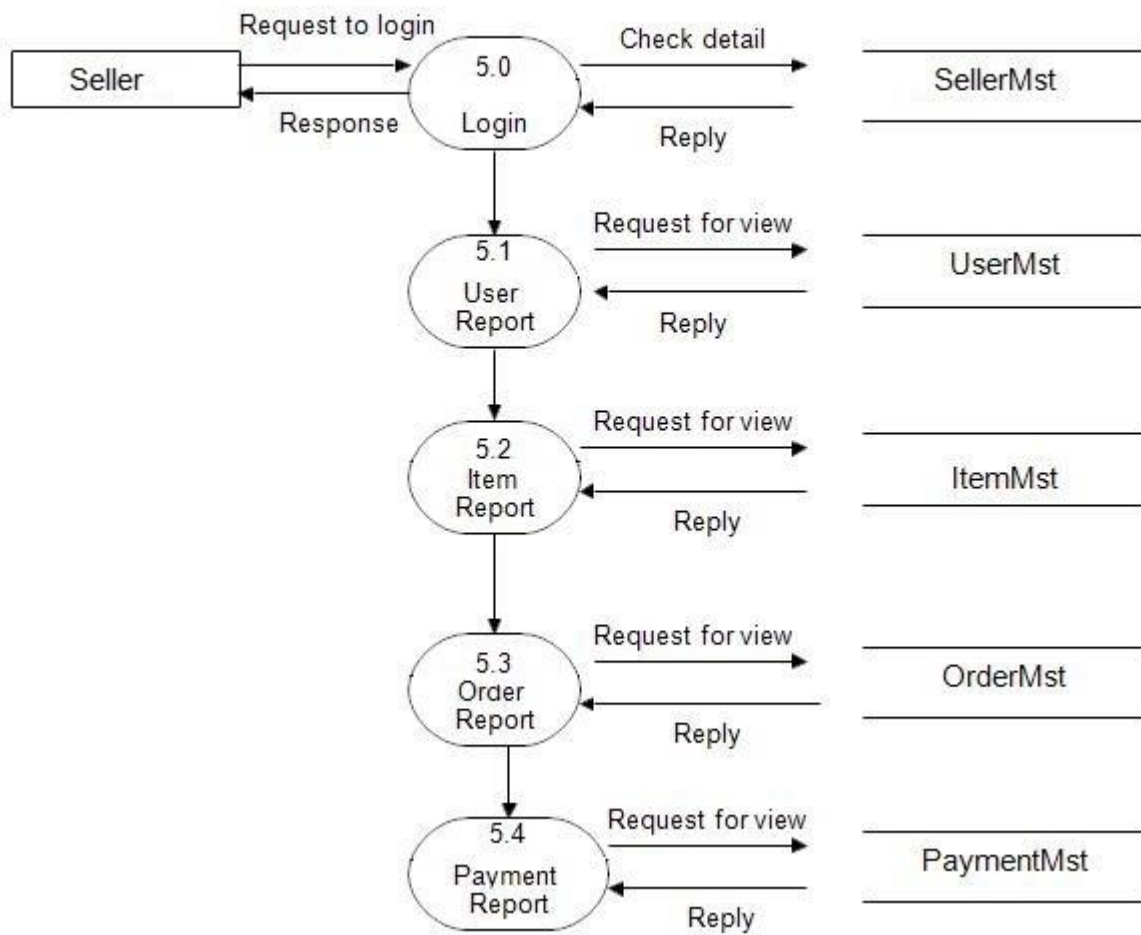 Request to login
Check detail
Seller
5.0
Login
SellerMst
Response
Reply
Request for view
5.1
User
Report
UserMst
Reply
Request for view
5.2
Item
Report
ItemMst
Reply
Request for view
5.3
Order
Report
OrderMst
Reply
Request for view
5.4
Payment
Report
PaymentMst
Reply